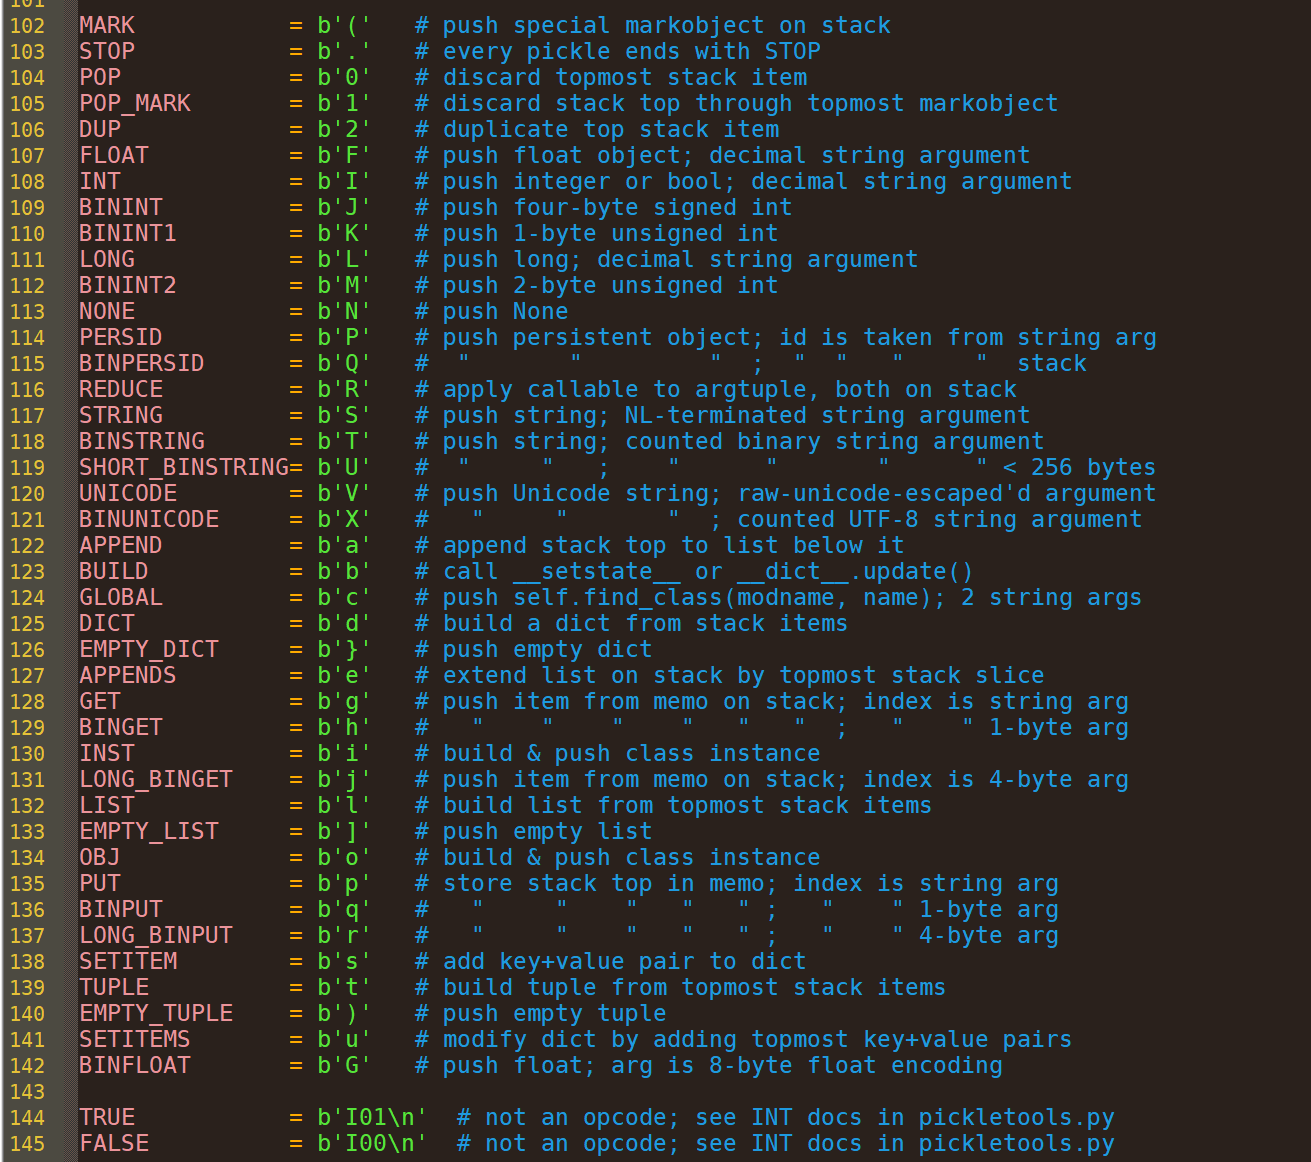 101
102 MARK           = b'('   # push special markobject on stack
103 STOP           = b'.'   # every pickle ends with STOP
104 POP            = b'0'   # discard topmost stack item
105 POP_MARK       = b'1'   # discard stack top through topmost markobject
106 DUP            = b'2'   # duplicate top stack item
107 FLOAT          = b'F'   # push float object; decimal string argument
108 INT            = b'I'   # push integer or bool; decimal string argument
109 BININT         = b'J'   # push four-byte signed int
110 BININT1        = b'K'   # push 1-byte unsigned int
111 LONG           = b'L'   # push long; decimal string argument
112 BININT2        = b'M'   # push 2-byte unsigned int
113 NONE           = b'N'   # push None
114 PERSID         = b'P'   # push persistent object; id is taken from string arg
115 BINPERSID      = b'Q'   #  "       "         "  ;  "  "   "     "  stack
116 REDUCE         = b'R'   # apply callable to argtuple, both on stack
117 STRING         = b'S'   # push string; NL-terminated string argument
118 BINSTRING      = b'T'   # push string; counted binary string argument
119 SHORT_BINSTRING= b'U'   #  "     "   ;    "      "       "      " < 256 bytes
120 UNICODE        = b'V'   # push Unicode string; raw-unicode-escaped'd argument
121 BINUNICODE     = b'X'   #   "     "       "  ; counted UTF-8 string argument
122 APPEND         = b'a'   # append stack top to list below it
123 BUILD          = b'b'   # call __setstate__ or __dict__.update()
124 GLOBAL         = b'c'   # push self.find_class(modname, name); 2 string args
125 DICT           = b'd'   # build a dict from stack items
126 EMPTY_DICT     = b'}'   # push empty dict
127 APPENDS        = b'e'   # extend list on stack by topmost stack slice
128 GET            = b'g'   # push item from memo on stack; index is string arg
129 BINGET         = b'h'   #   "    "    "    "   "   "  ;   "    " 1-byte arg
130 INST           = b'i'   # build & push class instance
131 LONG_BINGET    = b'j'   # push item from memo on stack; index is 4-byte arg
132 LIST           = b'l'   # build list from topmost stack items
133 EMPTY_LIST     = b']'   # push empty list
134 OBJ            = b'o'   # build & push class instance
135 PUT            = b'p'   # store stack top in memo; index is string arg
136 BINPUT         = b'q'   #   "     "    "   "   " ;   "    " 1-byte arg
137 LONG_BINPUT    = b'r'   #   "     "    "   "   " ;   "    " 4-byte arg
138 SETITEM        = b's'   # add key+value pair to dict
139 TUPLE          = b't'   # build tuple from topmost stack items
140 EMPTY_TUPLE    = b')'   # push empty tuple
141 SETITEMS       = b'u'   # modify dict by adding topmost key+value pairs
142 BINFLOAT       = b'G'   # push float; arg is 8-byte float encoding
143
144 TRUE           = b'I01\n'  # not an opcode; see INT docs in pickletools.py
145 FALSE          = b'I00\n'  # not an opcode; see INT docs in pickletools.py